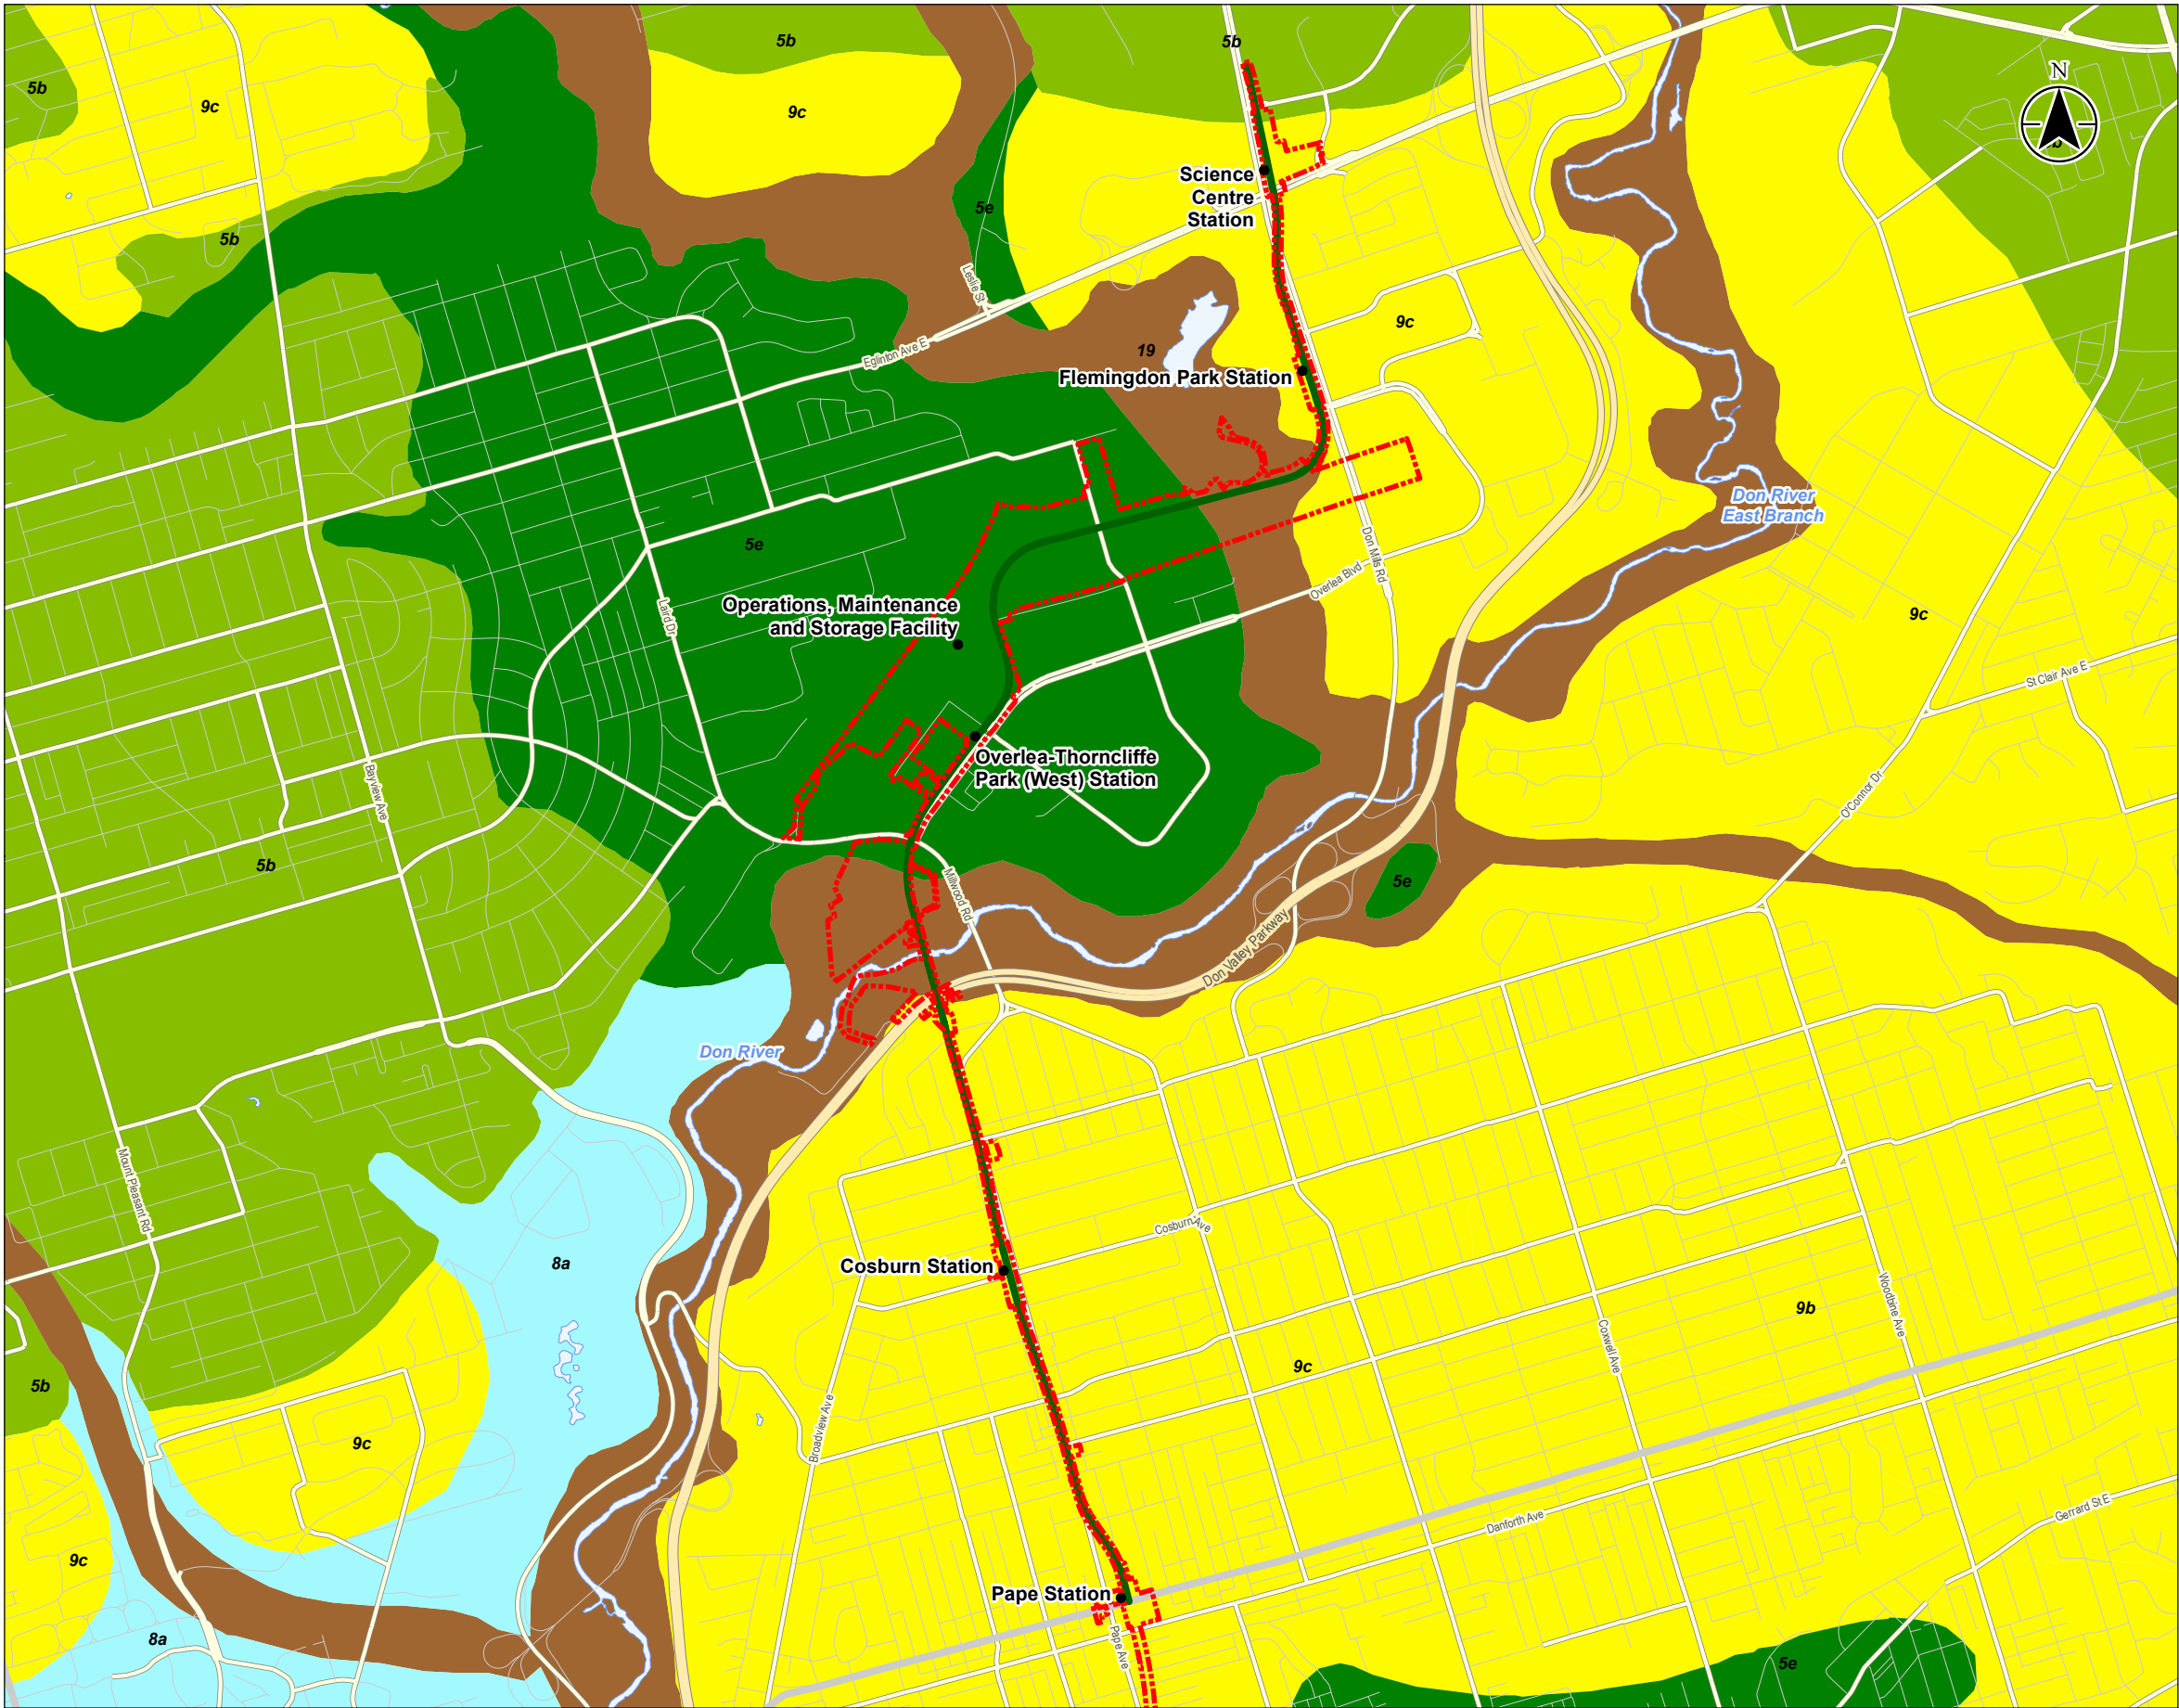 5b
5b
N
5b
9c
9c
b
Science
Centre
Station
5e
5b
Leslie St
9c
Eglinton Ave E
19
Flemingdon Park Station
Don River
East Branch
5e
Don Mills Rd
Overlea Blvd
Operations, Maintenance
and Storage Facility
Laird Dr
9c
St Clair Ave E
Overlea-Thorncliffe
Park (West) Station
Bayview Ave
O'Connor Dr
5b
5e
Millwood Rd
Don Valley Parkway
Don River
Mount Pleasant Rd
Cosburn Ave
8a
Cosburn Station
Woodbine Ave
9b
Coxwell Ave
9c
5b
Broadview Ave
9c
Gerrard St E
Danforth Ave
9c
Pape Station
8a
Pape Ave
5e